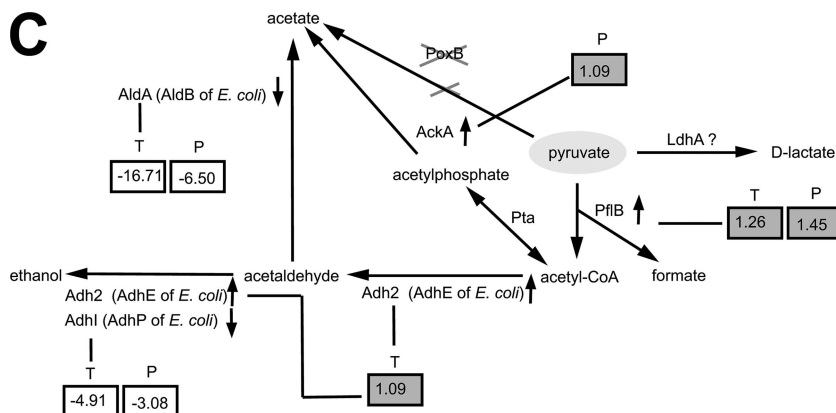 C
acetate
PoxB
P
1.09
AldA (AldB of E. coli)
T P
-16.71 -6.50
AckA
pyruvate
LdhA ?
D-lactate
acetylphosphate
Pta
PflB
T P
1.26 1.45
ethanol
acetaldehyde
acetyl-CoA
formate
Adh2 (AdhE of E. coli)
AdhI (AdhP of E. coli)
Adh2 (AdhE of E. coli)
T
1.09
T P
-4.91 -3.08